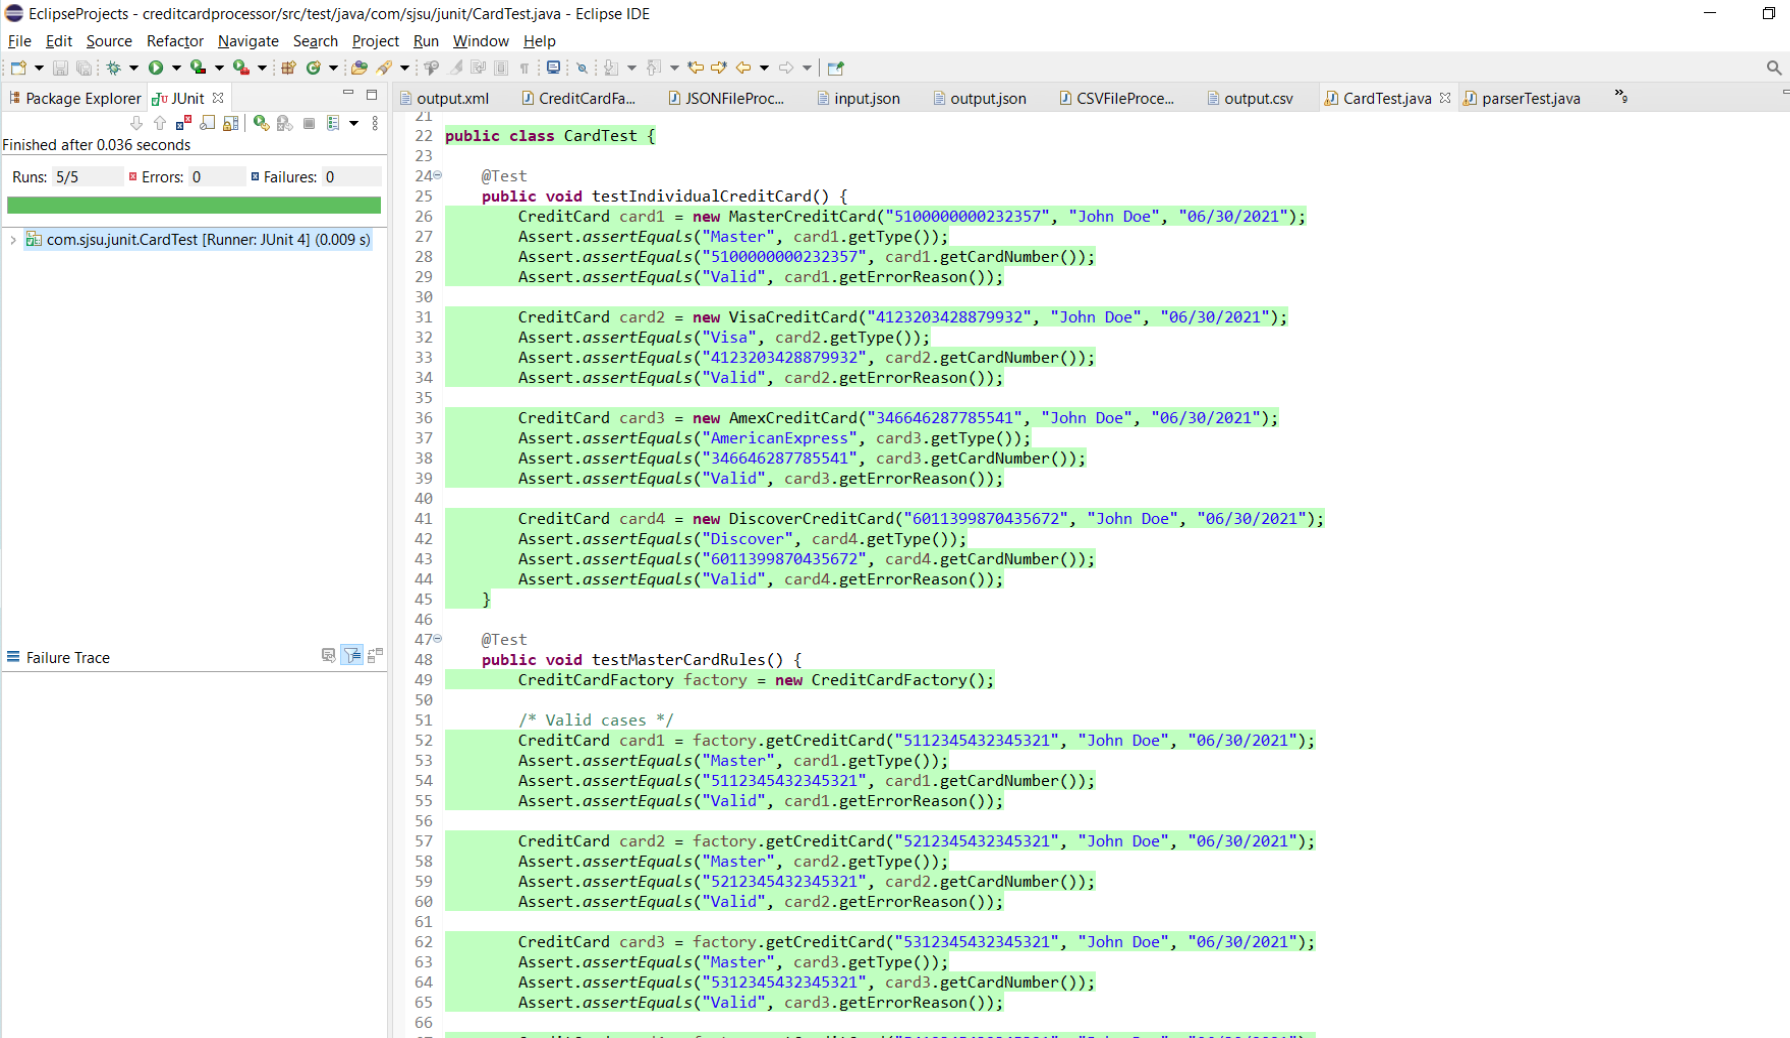 EclipseProjects - creditcardprocessor/src/test/java/com/sjsu/junit/CardTest.java - Eclipse IDE
File Edit Source Refactor Navigate Search Project Run Window Help
Package Explorer JUnit
output.xml CreditCardFa... JSONFileProc... input.json output.json CSVFileProce... output.csv CardTest.java parserTest.java »9
Finished after 0.036 seconds
Runs: 5/5 Errors: 0 Failures: 0
com.sjsu.junit.CardTest [Runner: JUnit 4] (0.009 s)
Failure Trace
21
22 public class CardTest {
23
24 @Test
25 public void testIndividualCreditCard() {
26 CreditCard card1 = new MasterCreditCard("5100000000232357", "John Doe", "06/30/2021");
27 Assert.assertEquals("Master", card1.getType());
28 Assert.assertEquals("5100000000232357", card1.getCardNumber());
29 Assert.assertEquals("Valid", card1.getErrorReason());
30
31 CreditCard card2 = new VisaCreditCard("4123203428879932", "John Doe", "06/30/2021");
32 Assert.assertEquals("Visa", card2.getType());
33 Assert.assertEquals("4123203428879932", card2.getCardNumber());
34 Assert.assertEquals("Valid", card2.getErrorReason());
35
36 CreditCard card3 = new AmexCreditCard("346646287785541", "John Doe", "06/30/2021");
37 Assert.assertEquals("AmericanExpress", card3.getType());
38 Assert.assertEquals("346646287785541", card3.getCardNumber());
39 Assert.assertEquals("Valid", card3.getErrorReason());
40
41 CreditCard card4 = new DiscoverCreditCard("6011399870435672", "John Doe", "06/30/2021");
42 Assert.assertEquals("Discover", card4.getType());
43 Assert.assertEquals("6011399870435672", card4.getCardNumber());
44 Assert.assertEquals("Valid", card4.getErrorReason());
45 }
46
47 @Test
48 public void testMasterCardRules() {
49 CreditCardFactory factory = new CreditCardFactory();
50
51 /* Valid cases */
52 CreditCard card1 = factory.getCreditCard("5112345432345321", "John Doe", "06/30/2021");
53 Assert.assertEquals("Master", card1.getType());
54 Assert.assertEquals("5112345432345321", card1.getCardNumber());
55 Assert.assertEquals("Valid", card1.getErrorReason());
56
57 CreditCard card2 = factory.getCreditCard("5212345432345321", "John Doe", "06/30/2021");
58 Assert.assertEquals("Master", card2.getType());
59 Assert.assertEquals("5212345432345321", card2.getCardNumber());
60 Assert.assertEquals("Valid", card2.getErrorReason());
61
62 CreditCard card3 = factory.getCreditCard("5312345432345321", "John Doe", "06/30/2021");
63 Assert.assertEquals("Master", card3.getType());
64 Assert.assertEquals("5312345432345321", card3.getCardNumber());
65 Assert.assertEquals("Valid", card3.getErrorReason());
66